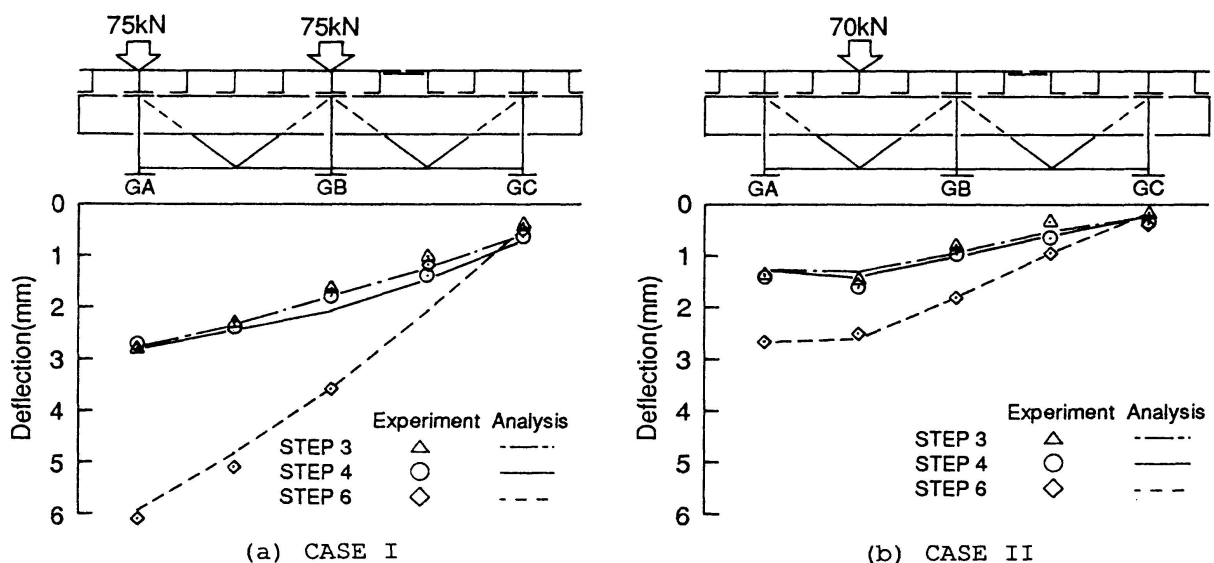 75kN 75kN
GA GB GC
0
1
2
3
4
5
6
Deflection(mm)
Experiment Analysis
STEP 3
STEP 4
STEP 6
(a) CASE I
70kN
GA GB GC
0
1
2
3
4
5
6
Deflection(mm)
Experiment Analysis
STEP 3
STEP 4
STEP 6
(b) CASE II